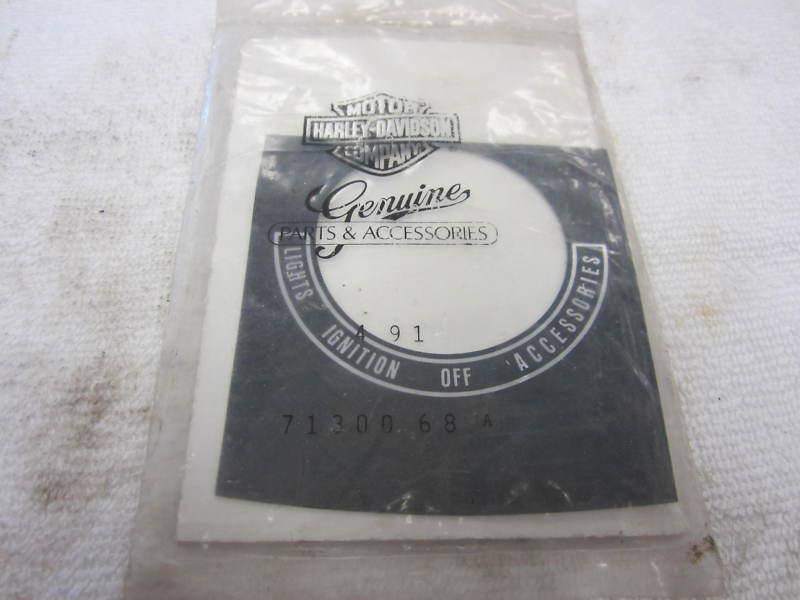 MOTOR
HARLEY-DAVIDSON
COMPANY
Genuine
PARTS & ACCESSORIES
LIGHTS IGNITION OFF ACCESSORIES
4 91
71300 68 A